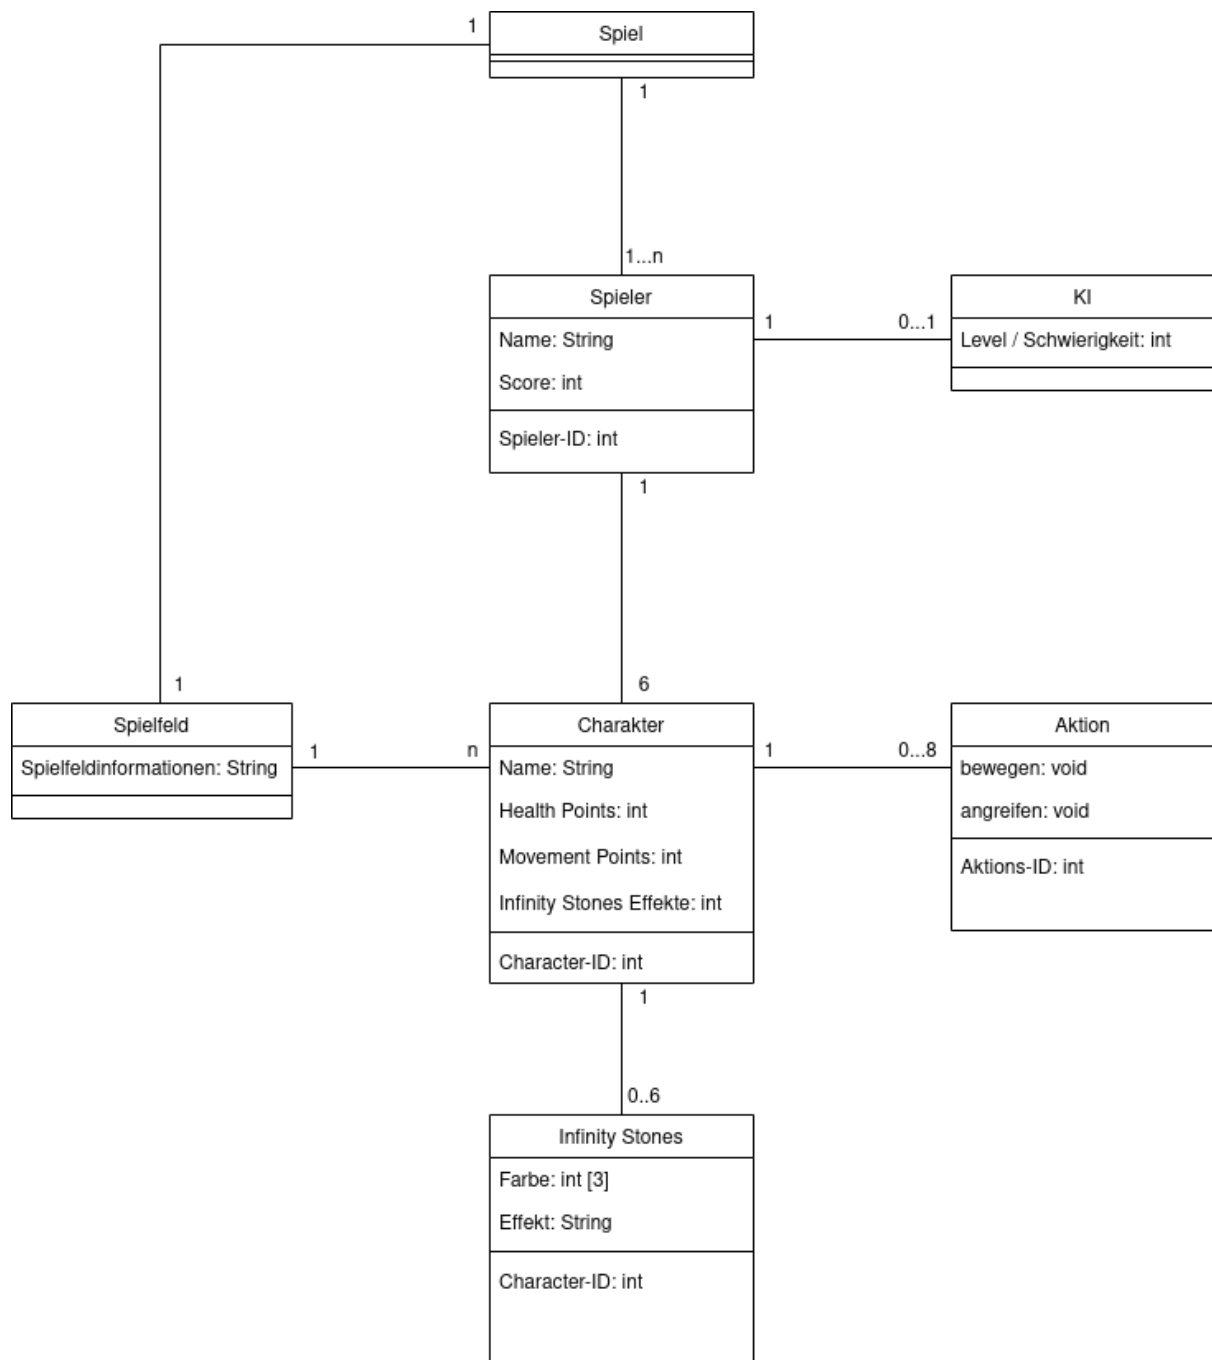 1
Spiel
1
1...n
Spieler
Name: String
Score: int
Spieler-ID: int
1
0...1
KI
Level / Schwierigkeit: int
1
6
1
Spielfeld
Spielfeldinformationen: String
1
n
Charakter
Name: String
Health Points: int
Movement Points: int
Infinity Stones Effekte: int
Character-ID: int
1
0...8
Aktion
bewegen: void
angreifen: void
Aktions-ID: int
1
0..6
Infinity Stones
Farbe: int [3]
Effekt: String
Character-ID: int